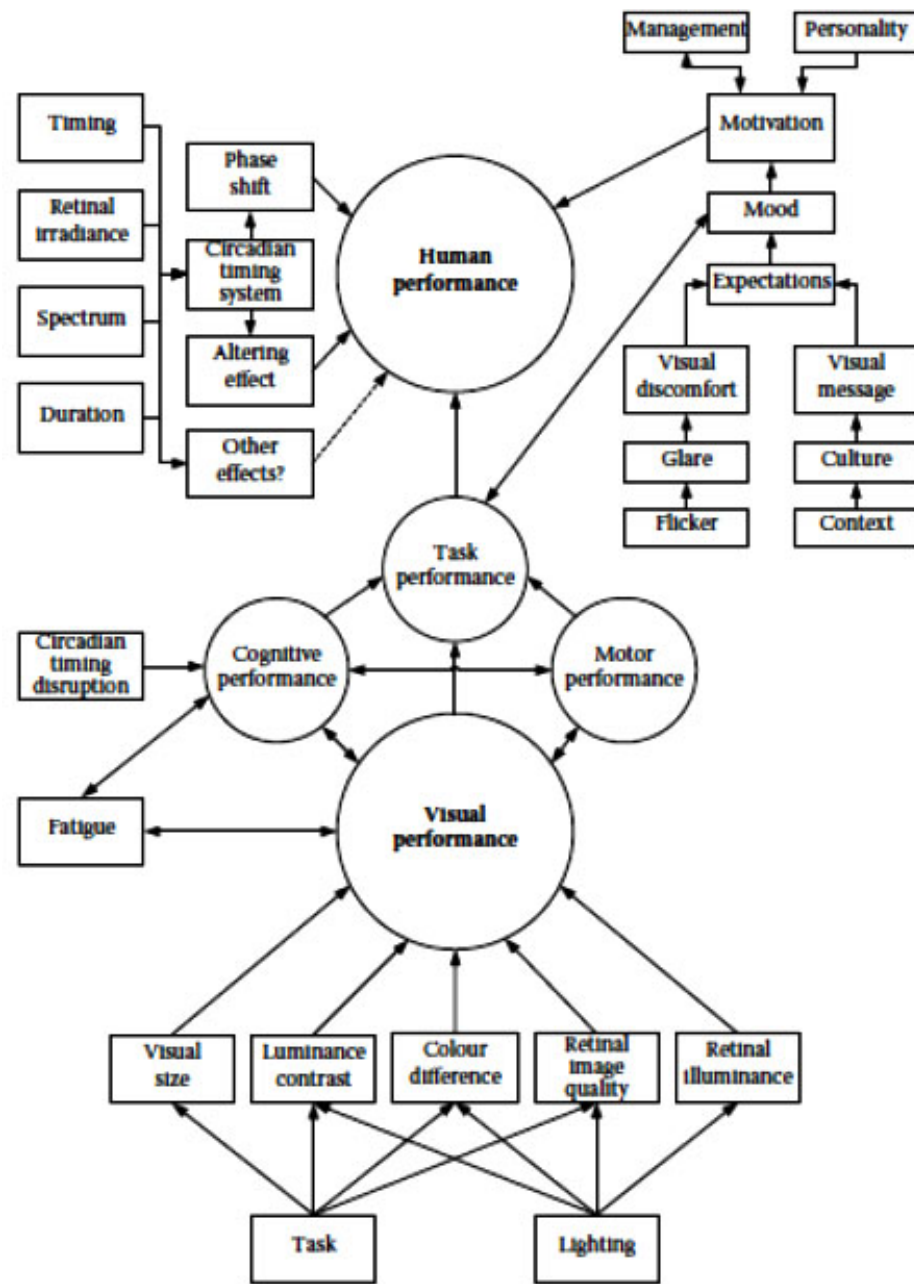 Management
Personality
Timing
Motivation
Phase
shift
Retinal
irradiance
Mood
Human
performance
Circadian
timing
system
Expectations
Spectrum
Altering
effect
Visual
discomfort
Visual
message
Duration
Other
effects?
Glare
Culture
Flicker
Context
Task
performance
Circadian
timing
disruption
Cognitive
performance
Motor
performance
Fatigue
Visual
performance
Visual
size
Luminance
contrast
Colour
difference
Retinal
image
quality
Retinal
illuminance
Task
Lighting